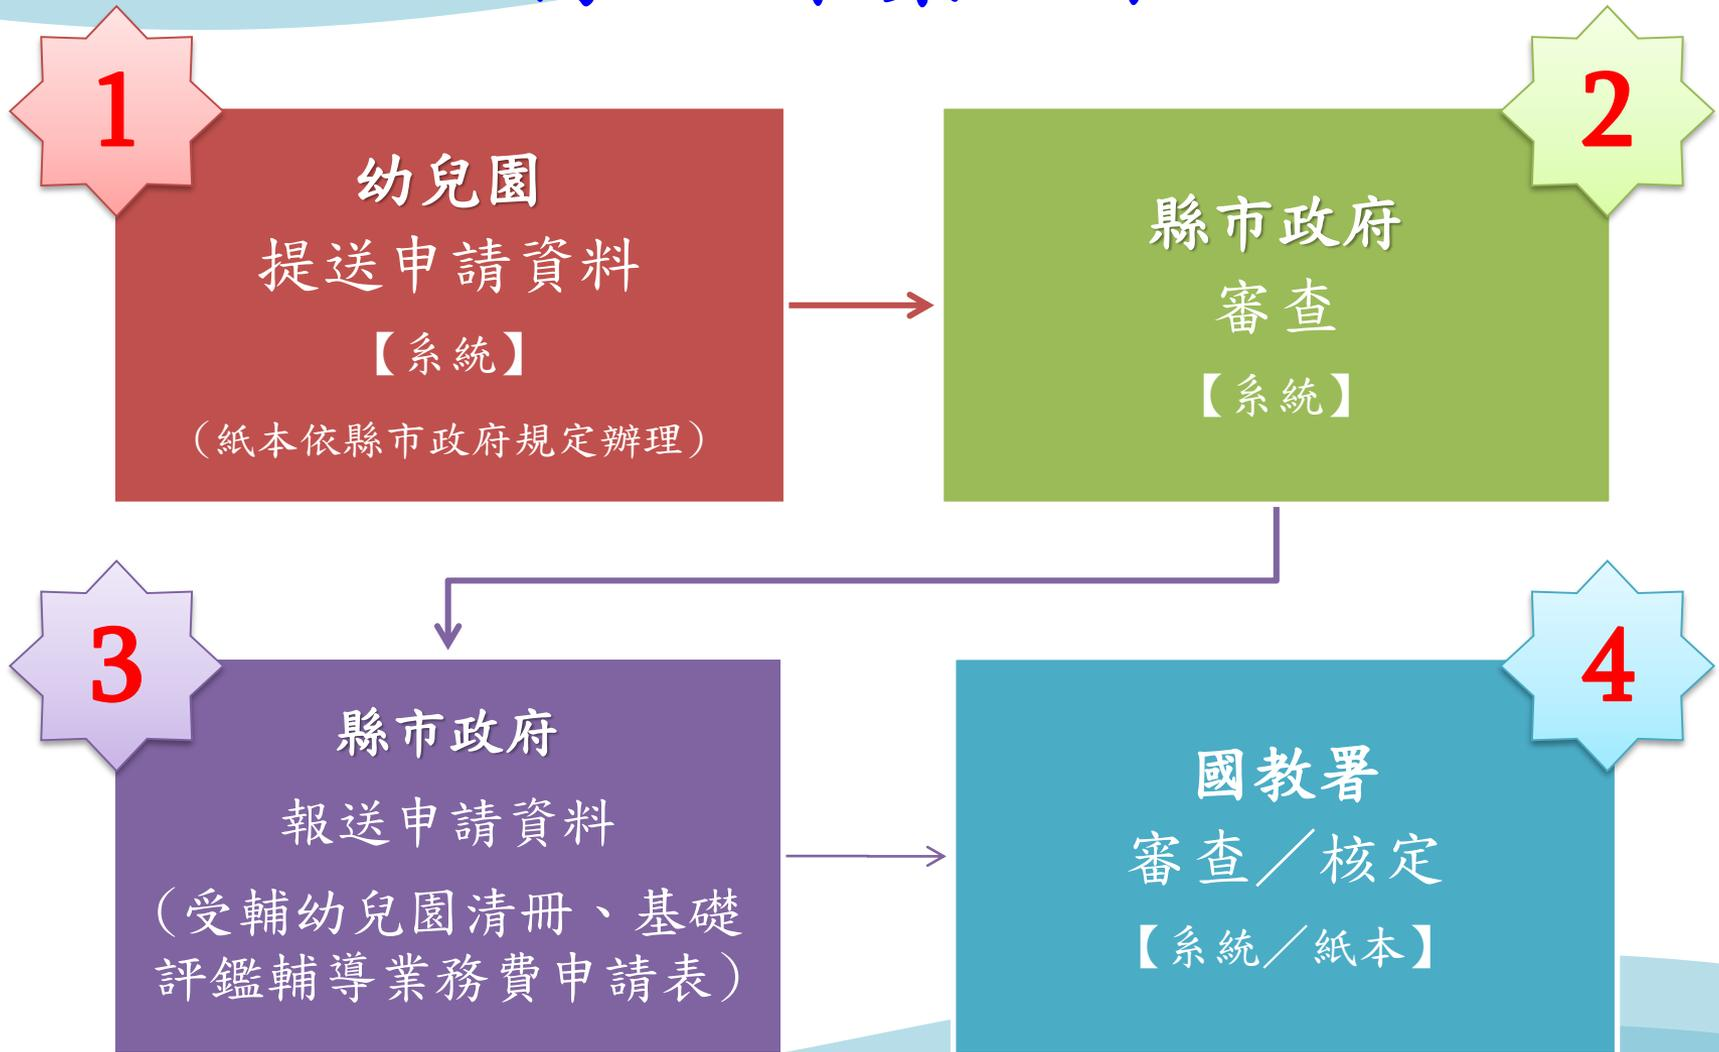 1
幼兒園
提送申請資料
【系統】
（紙本依縣市政府規定辦理）
2
縣市政府
審查
【系統】
3
縣市政府
報送申請資料
（受輔幼兒園清冊、基礎
評鑑輔導業務費申請表）
4
國教署
審查／核定
【系統／紙本】